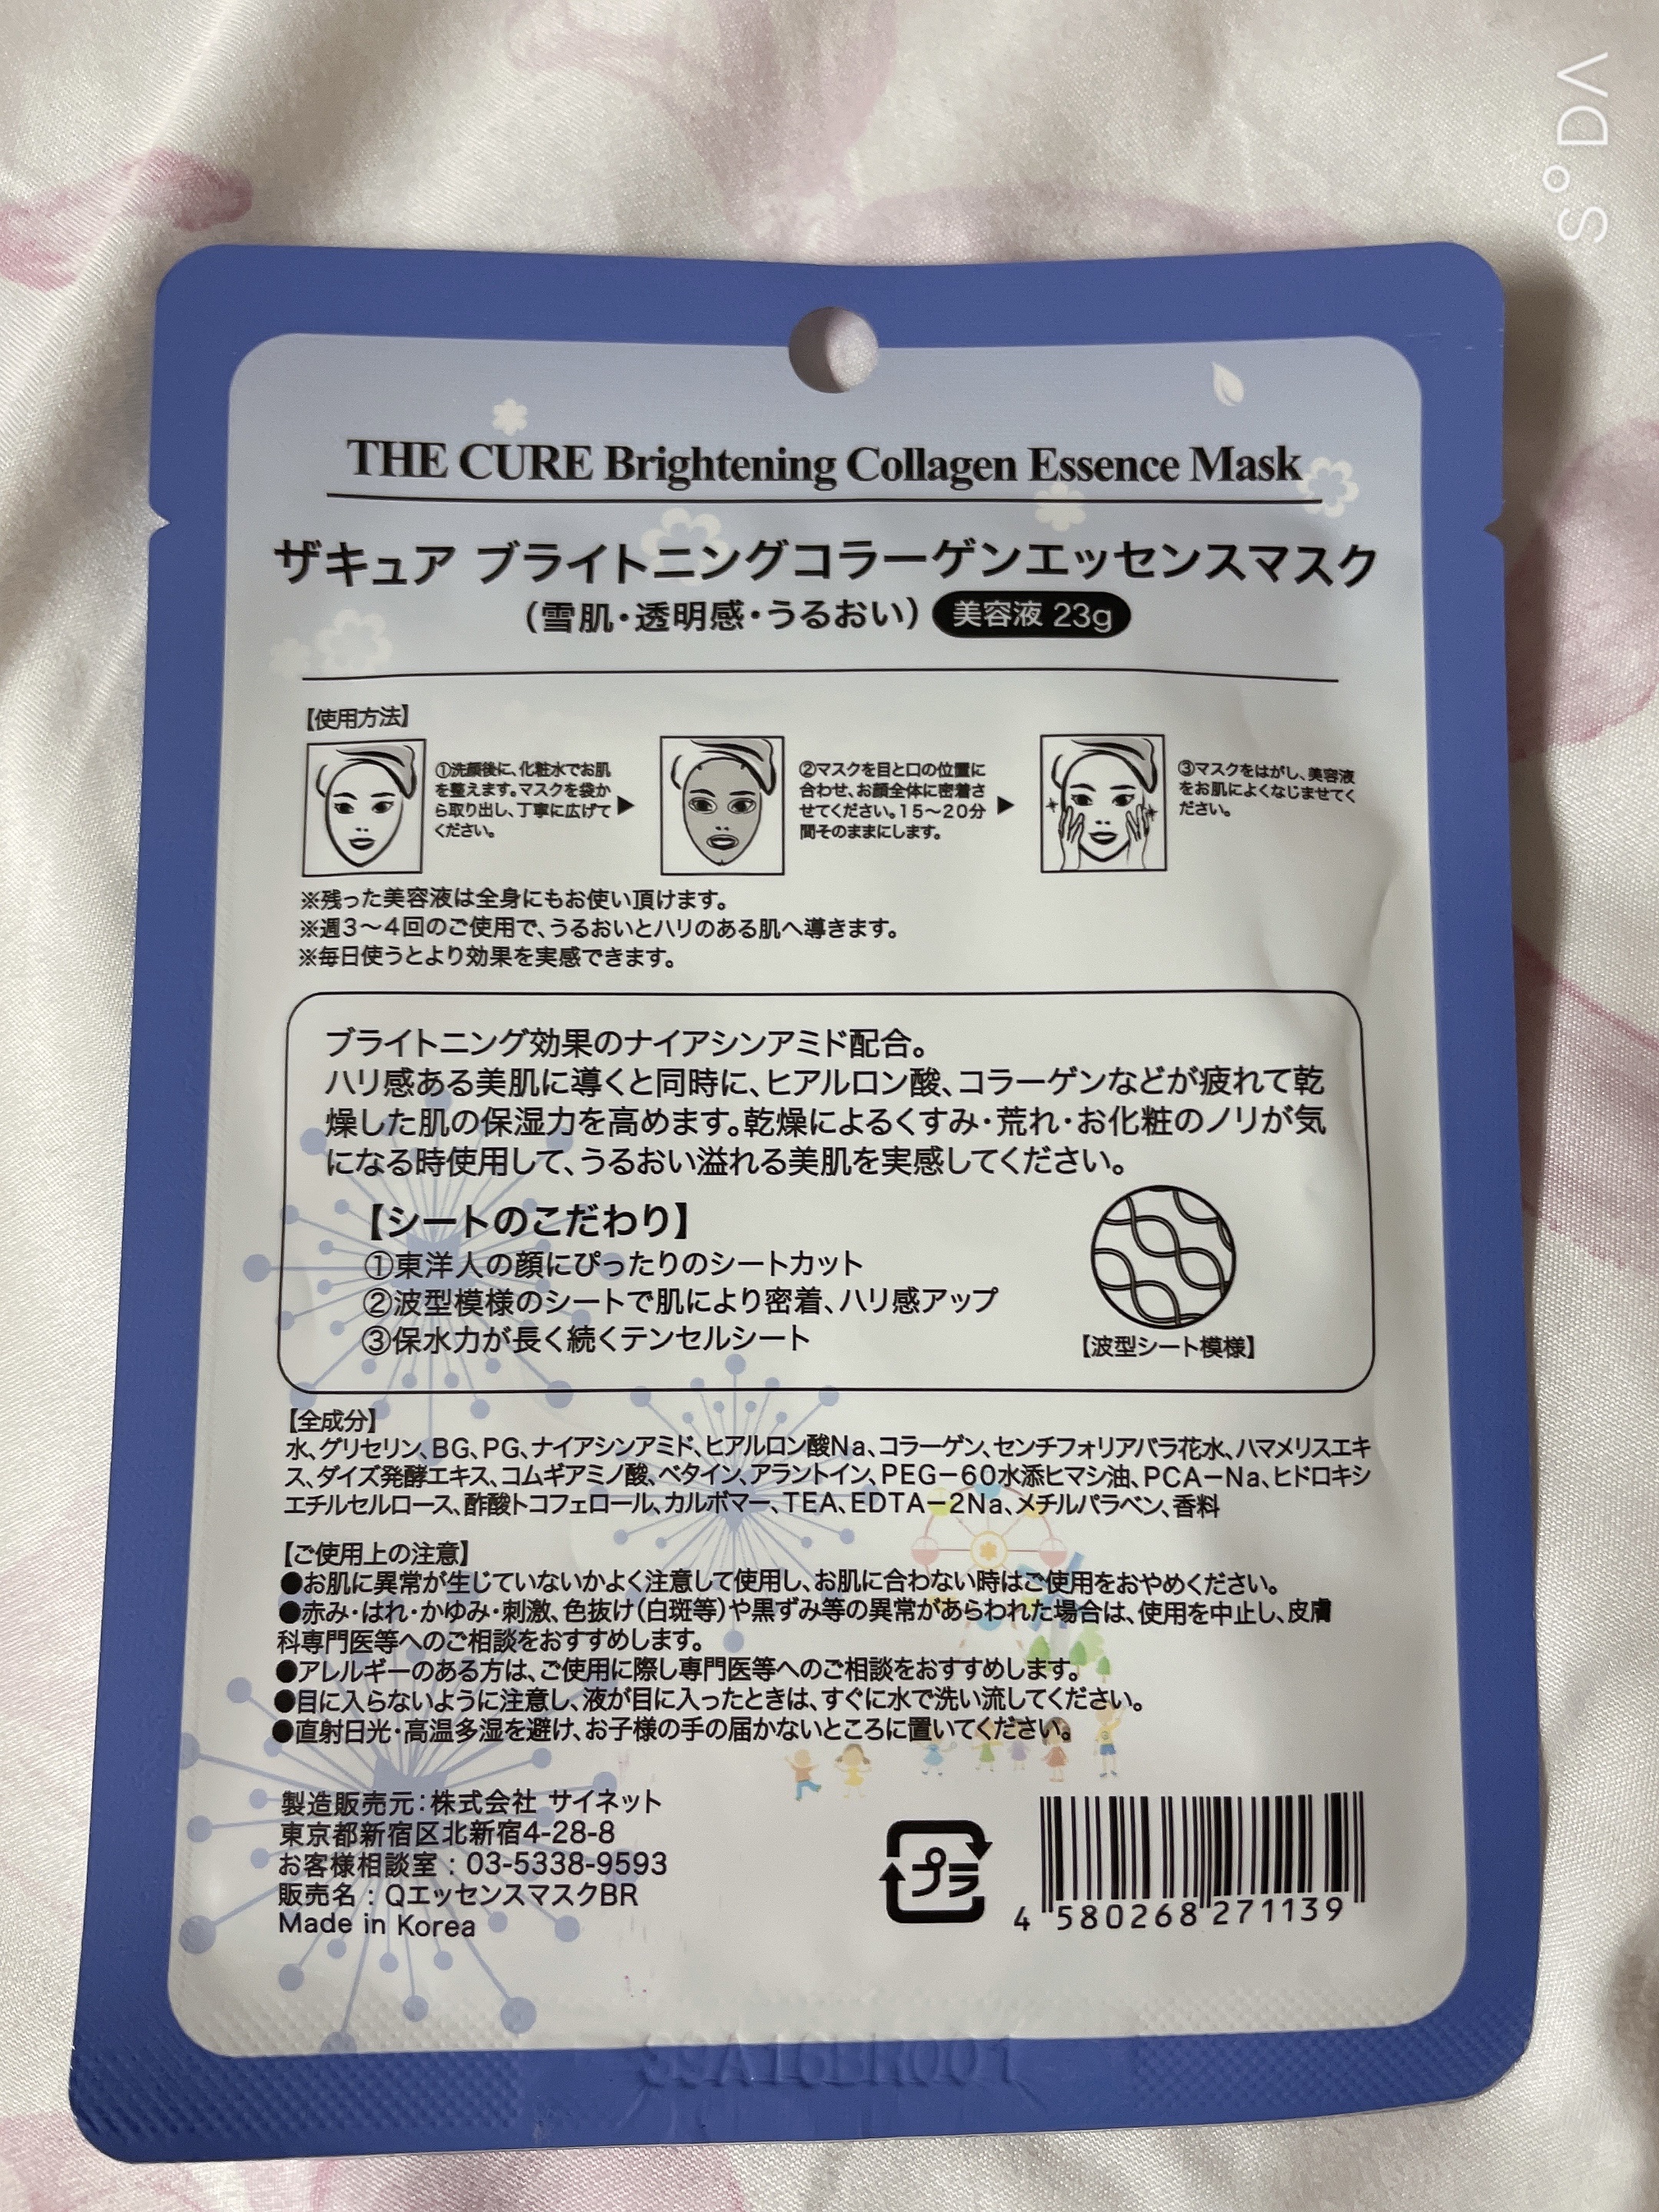 THE CURE Brightening Collagen Essence Mask
ザキュア ブライトニングコラーゲンエッセンスマスク
(雪肌・透明感・うるおい) 美容液 23g
【使用方法】
①洗顔後に、化粧水でお肌
を整えます。マスクを袋か
ら取り出し、丁寧に広げて
ください。
▶
②マスクを目と口の位置に
合わせ、お顔全体に密着さ
せてください。15〜20分
間そのままにします。
▶
③マスクをはがし、美容液
をお肌によくなじませてく
ださい。
※残った美容液は全身にもお使い頂けます。
※週3〜4回のご使用で、うるおいとハリのある肌へ導きます。
※毎日使うとより効果を実感できます。
ブライトニング効果のナイアシンアミド配合。
ハリ感ある美肌に導くと同時に、ヒアルロン酸、コラーゲンなどが疲れて乾
燥した肌の保湿力を高めます。乾燥によるくすみ・荒れ・お化粧のノリが気
になる時使用して、うるおい溢れる美肌を実感してください。
【シートのこだわり】
①東洋人の顔にぴったりのシートカット
②波型模様のシートで肌により密着、ハリ感アップ
③保水力が長く続くテンセルシート
【波型シート模様】
【全成分】
水、グリセリン、BG、PG、ナイアシンアミド、ヒアルロン酸Na、コラーゲン、センチフォリアバラ花水、ハマメリスエキ
ス、ダイズ発酵エキス、コムギアミノ酸、ベタイン、アラントイン、PEG−60水添ヒマシ油、PCA−Na、ヒドロキシ
エチルセルロース、酢酸トコフェロール、カルボマー、TEA、EDTA−2Na、メチルパラベン、香料
【ご使用上の注意】
●お肌に異常が生じていないかよく注意して使用し、お肌に合わない時はご使用をおやめください。
●赤み・はれ・かゆみ・刺激、色抜け(白斑等)や黒ずみ等の異常があらわれた場合は、使用を中止し、皮膚
科専門医等へのご相談をおすすめします。
●アレルギーのある方は、ご使用に際し専門医等へのご相談をおすすめします。
●目に入らないように注意し、液が目に入ったときは、すぐに水で洗い流してください。
●直射日光・高温多湿を避け、お子様の手の届かないところに置いてください。
製造販売元:株式会社 サイネット
東京都新宿区北新宿4-28-8
お客様相談室:03-5338-9593
販売名:QエッセンスマスクBR
Made in Korea
プラ
4 580268 271139